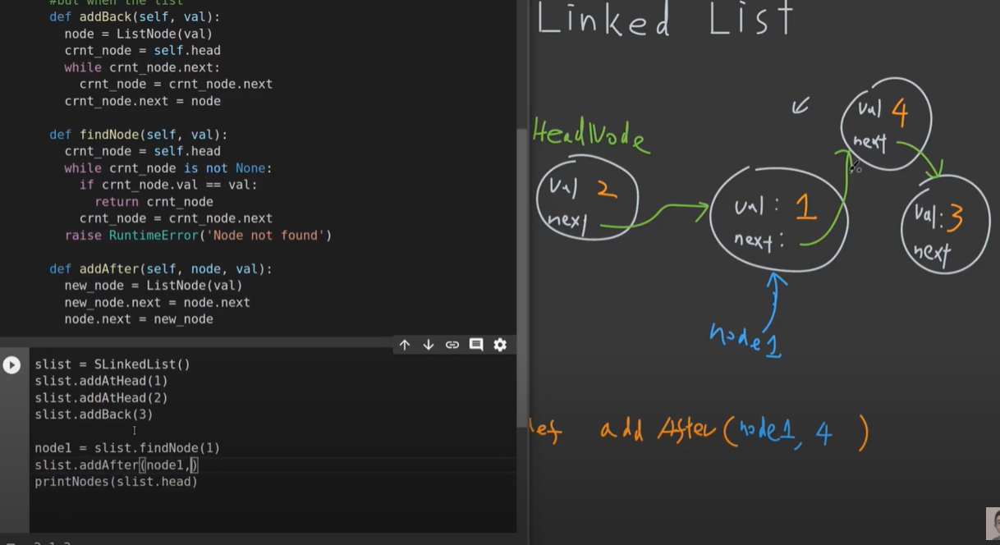 #but when the list
def addBack(self, val):
node = ListNode(val)
crnt_node = self.head
while crnt_node.next:
crnt_node = crnt_node.next
crnt_node.next = node
def findNode(self, val):
crnt_node = self.head
while crnt_node is not None:
if crnt_node.val == val:
return crnt_node
crnt_node = crnt_node.next
raise RuntimeError('Node not found')
def addAfter(self, node, val):
new_node = ListNode(val)
new_node.next = node.next
node.next = new_node
slist = SLinkedList()
slist.addAtHead(1)
slist.addAtHead(2)
slist.addBack(3)
node1 = slist.findNode(1)
slist.addAfter(node1,)
printNodes(slist.head)
Linked List
HeadNode
val 2
next
val : 1
next :
val 4
next
val: 3
next
node1
def add After (node1, 4 )